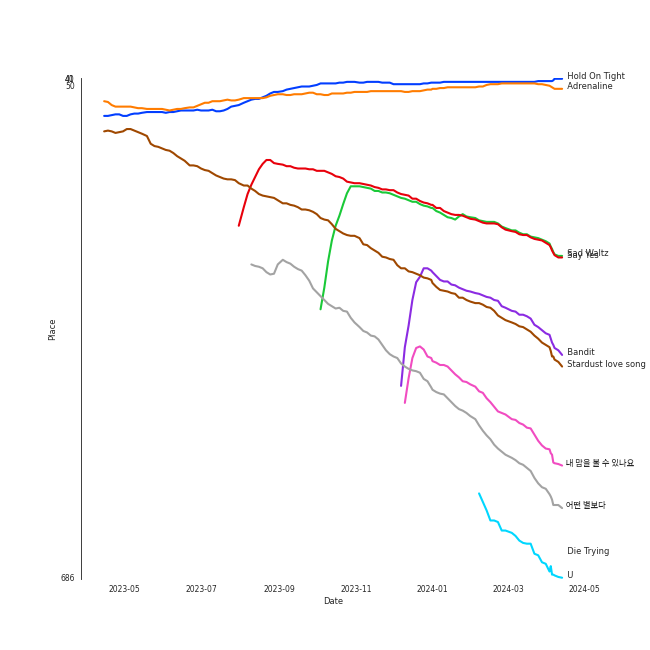 50
Hold On Tight
Adrenaline
Sad Waltz
Say Yes
Bandit
Stardust love song
내 맘을 볼 수 있나요
어떤 별보다
Die Trying
U
686
Place
2023-05
2023-07
2023-09
2023-11
2024-01
2024-03
2024-05
Date